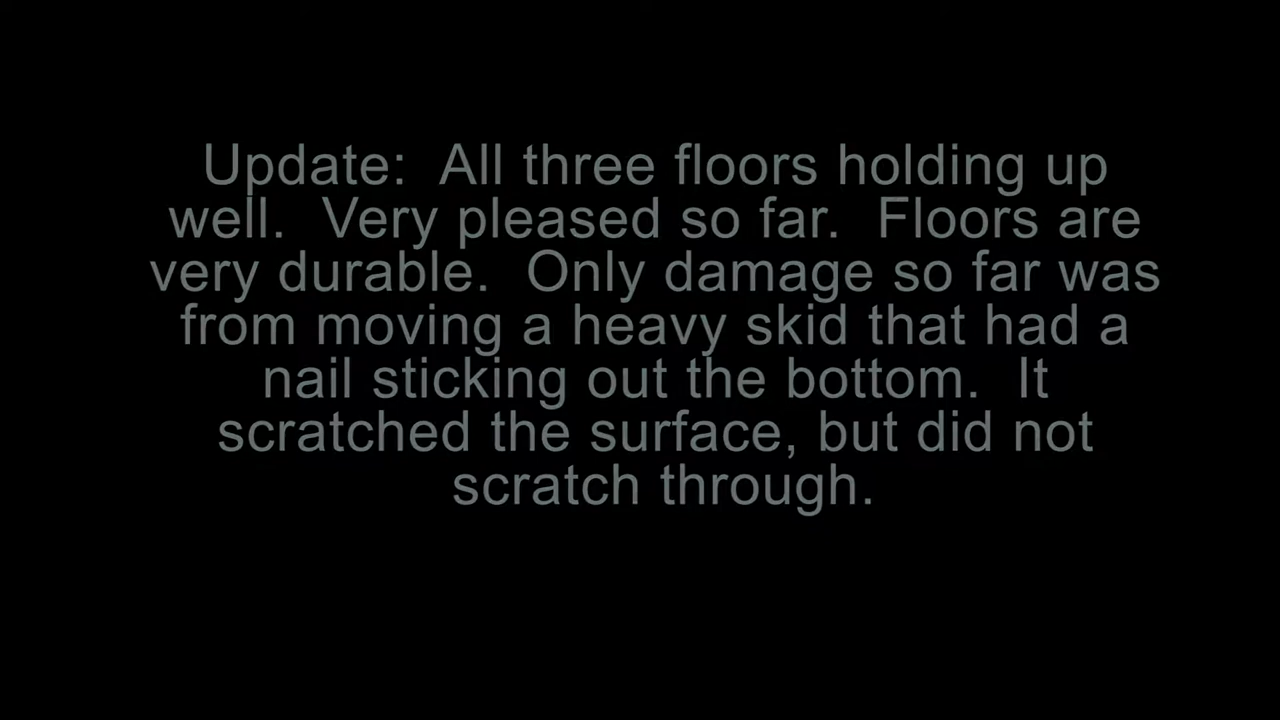 Update:  All three floors holding up
well.  Very pleased so far.  Floors are
very durable.  Only damage so far was
from moving a heavy skid that had a
nail sticking out the bottom.  It
scratched the surface, but did not
scratch through.